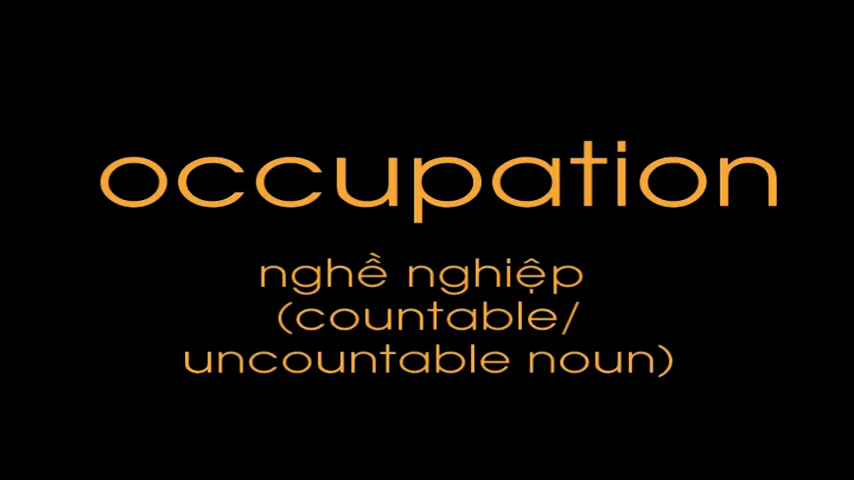 occupation
nghề nghiệp
(countable/
uncountable noun)